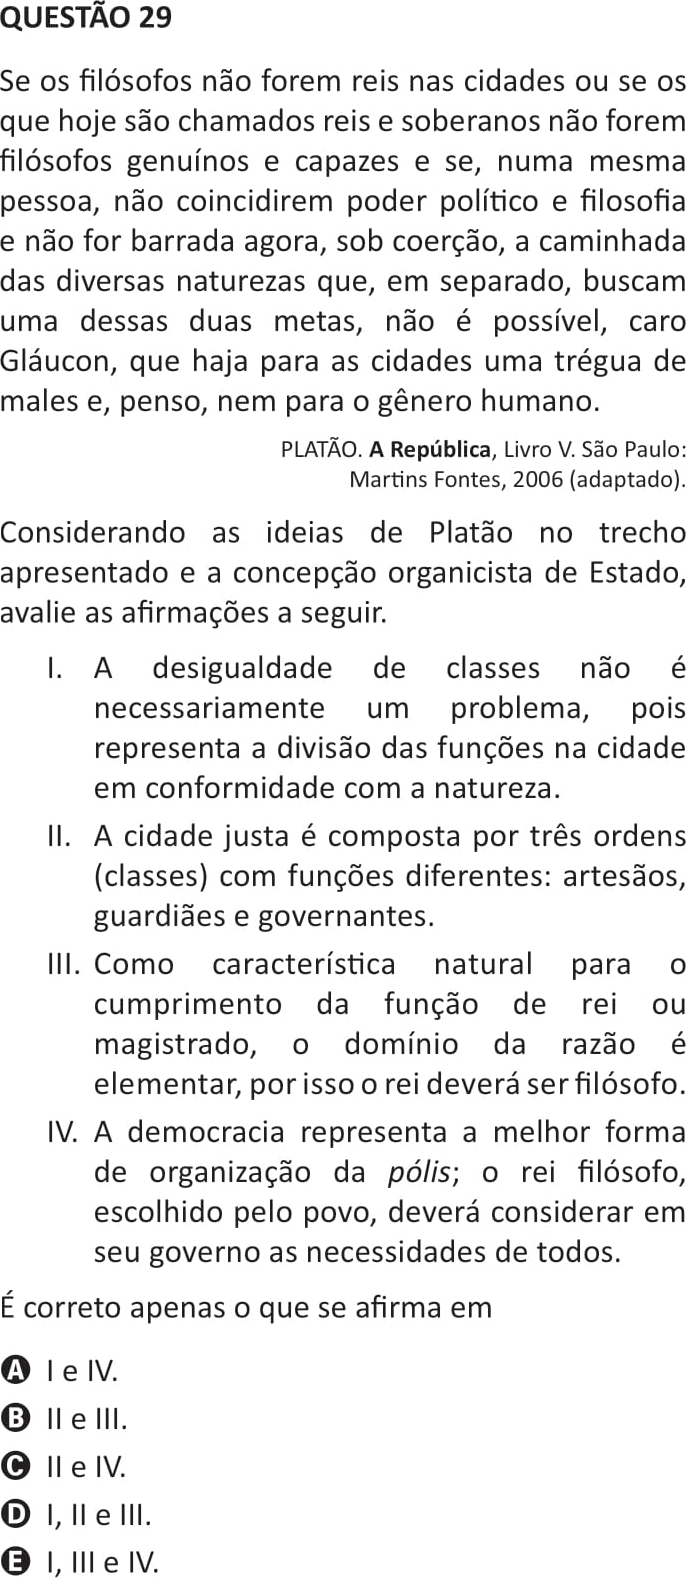 QUESTÃO 29
Se os filósofos não forem reis nas cidades ou se os
que hoje são chamados reis e soberanos não forem
filósofos genuínos e capazes e se, numa mesma
pessoa, não coincidirem poder político e filosofia
e não for barrada agora, sob coerção, a caminhada
das diversas naturezas que, em separado, buscam
uma dessas duas metas, não é possível, caro
Gláucon, que haja para as cidades uma trégua de
males e, penso, nem para o gênero humano.
PLATÃO. A República, Livro V. São Paulo:
Martins Fontes, 2006 (adaptado).
Considerando as ideias de Platão no trecho
apresentado e a concepção organicista de Estado,
avalie as afirmações a seguir.
I. A desigualdade de classes não é
necessariamente um problema, pois
representa a divisão das funções na cidade
em conformidade com a natureza.
II. A cidade justa é composta por três ordens
(classes) com funções diferentes: artesãos,
guardiães e governantes.
III. Como característica natural para o
cumprimento da função de rei ou
magistrado, o domínio da razão é
elementar, por isso o rei deverá ser filósofo.
IV. A democracia representa a melhor forma
de organização da pólis; o rei filósofo,
escolhido pelo povo, deverá considerar em
seu governo as necessidades de todos.
É correto apenas o que se afirma em
A I e IV.
B II e III.
C II e IV.
D I, II e III.
E I, III e IV.